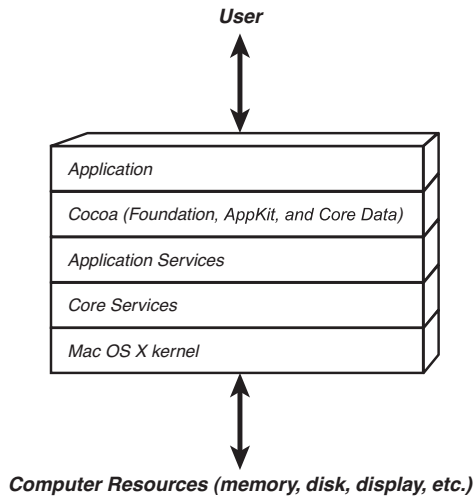 User
Application
Cocoa (Foundation, AppKit, and Core Data)
Application Services
Core Services
Mac OS X kernel
Computer Resources (memory, disk, display, etc.)